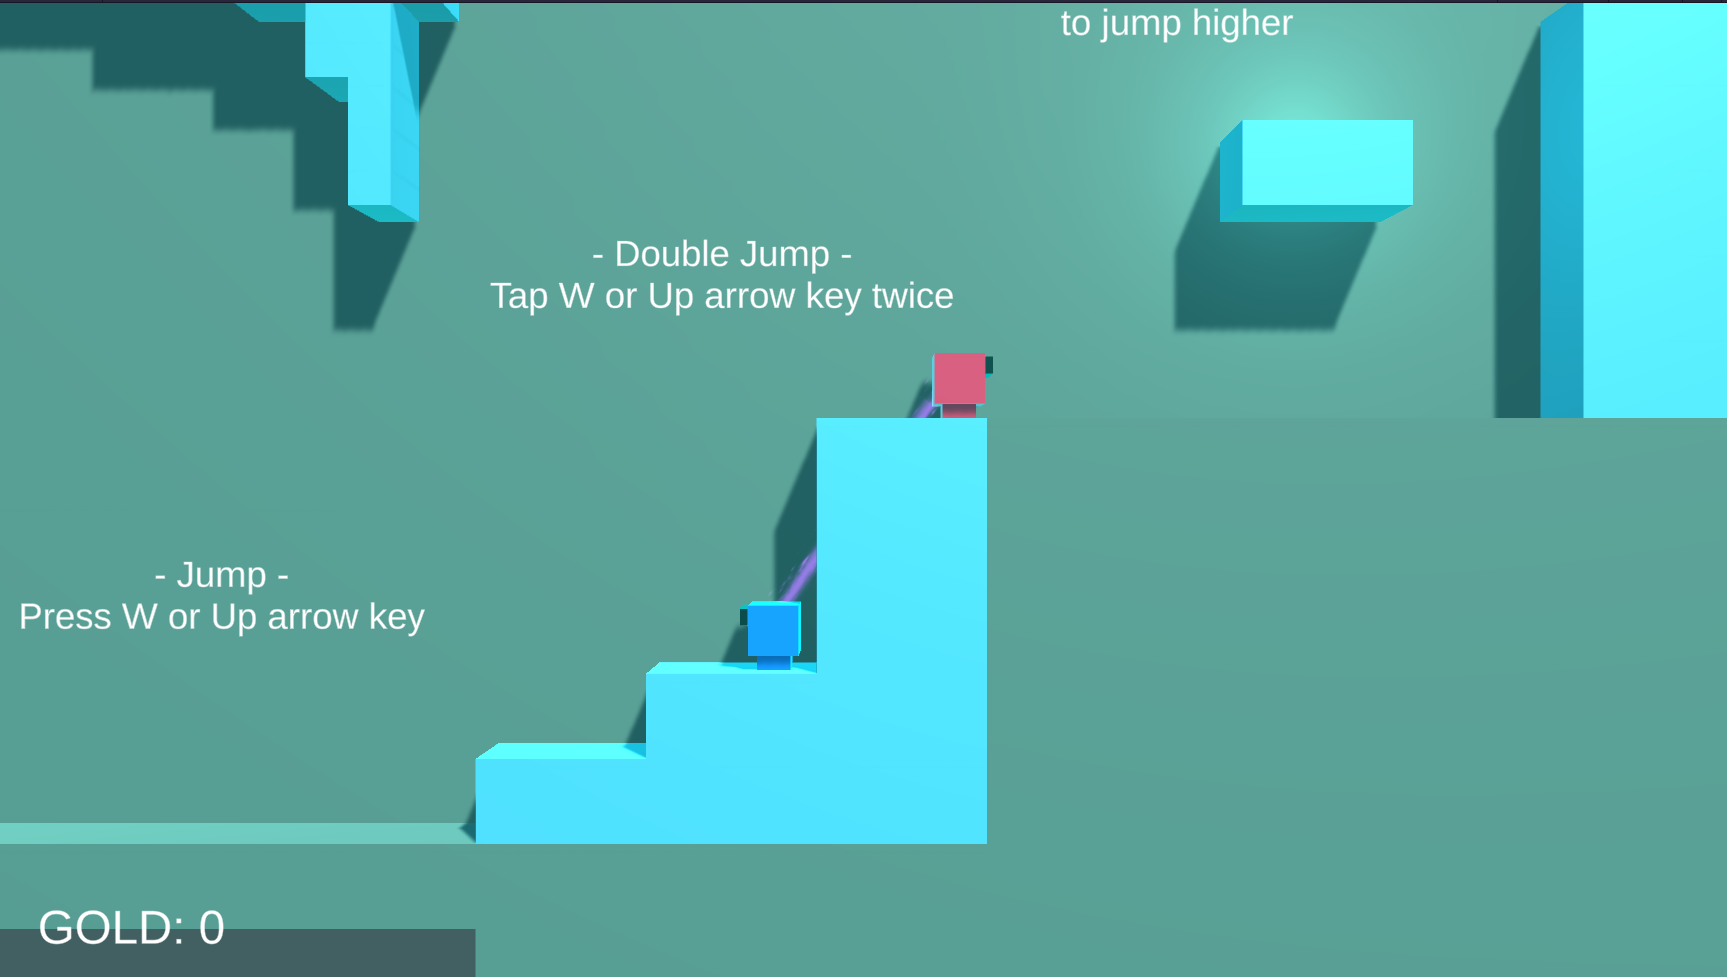 to jump higher
- Double Jump -
Tap W or Up arrow key twice
- Jump -
Press W or Up arrow key
GOLD: 0